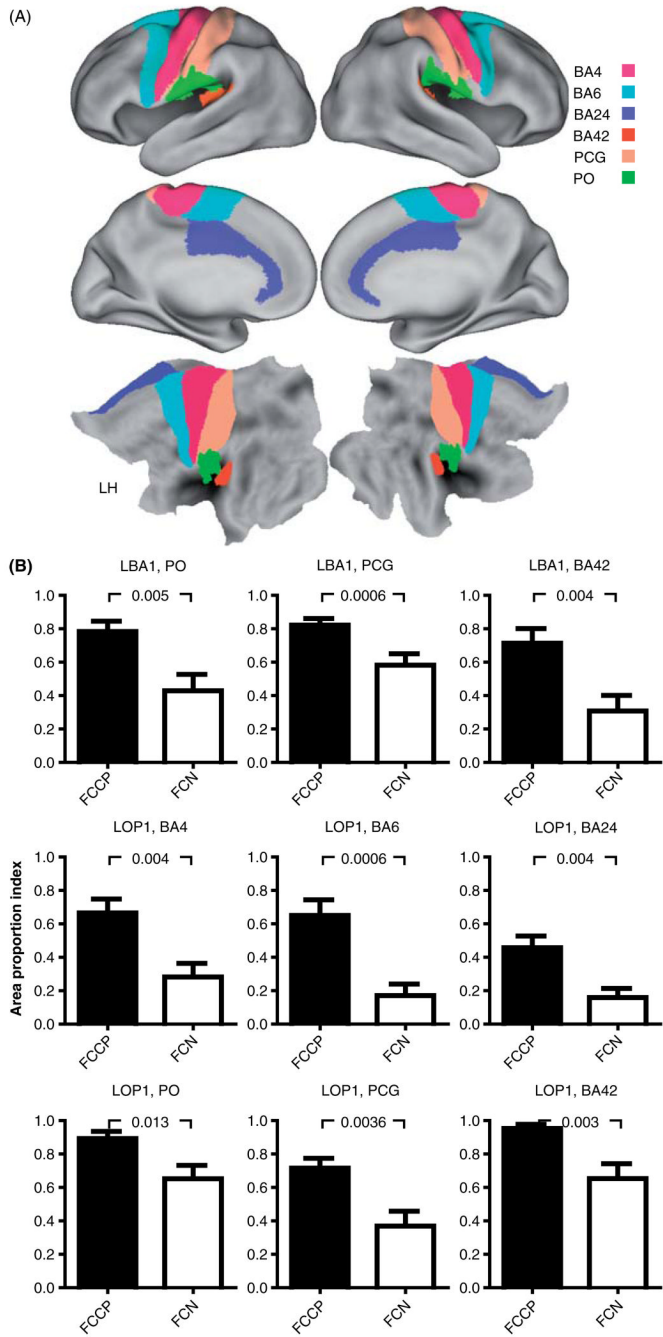 (A)
BA4
BA6
BA24
BA42
PCG
PO
LH
(B)
LBA1, PO
LBA1, PCG
LBA1, BA42
1.0
0.8
0.6
0.4
0.2
0.0
0.005
FCCP
FCN
1.0
0.8
0.6
0.4
0.2
0.0
0.0006
FCCP
FCN
1.0
0.8
0.6
0.4
0.2
0.0
0.004
FCCP
FCN
Area proportion index
LOP1, BA4
LOP1, BA6
LOP1, BA24
1.0
0.8
0.6
0.4
0.2
0.0
0.004
FCCP
FCN
1.0
0.8
0.6
0.4
0.2
0.0
0.0006
FCCP
FCN
1.0
0.8
0.6
0.4
0.2
0.0
0.004
FCCP
FCN
LOP1, PO
LOP1, PCG
LOP1, BA42
1.0
0.8
0.6
0.4
0.2
0.0
0.013
FCCP
FCN
1.0
0.8
0.6
0.4
0.2
0.0
0.0036
FCCP
FCN
1.0
0.8
0.6
0.4
0.2
0.0
0.003
FCCP
FCN